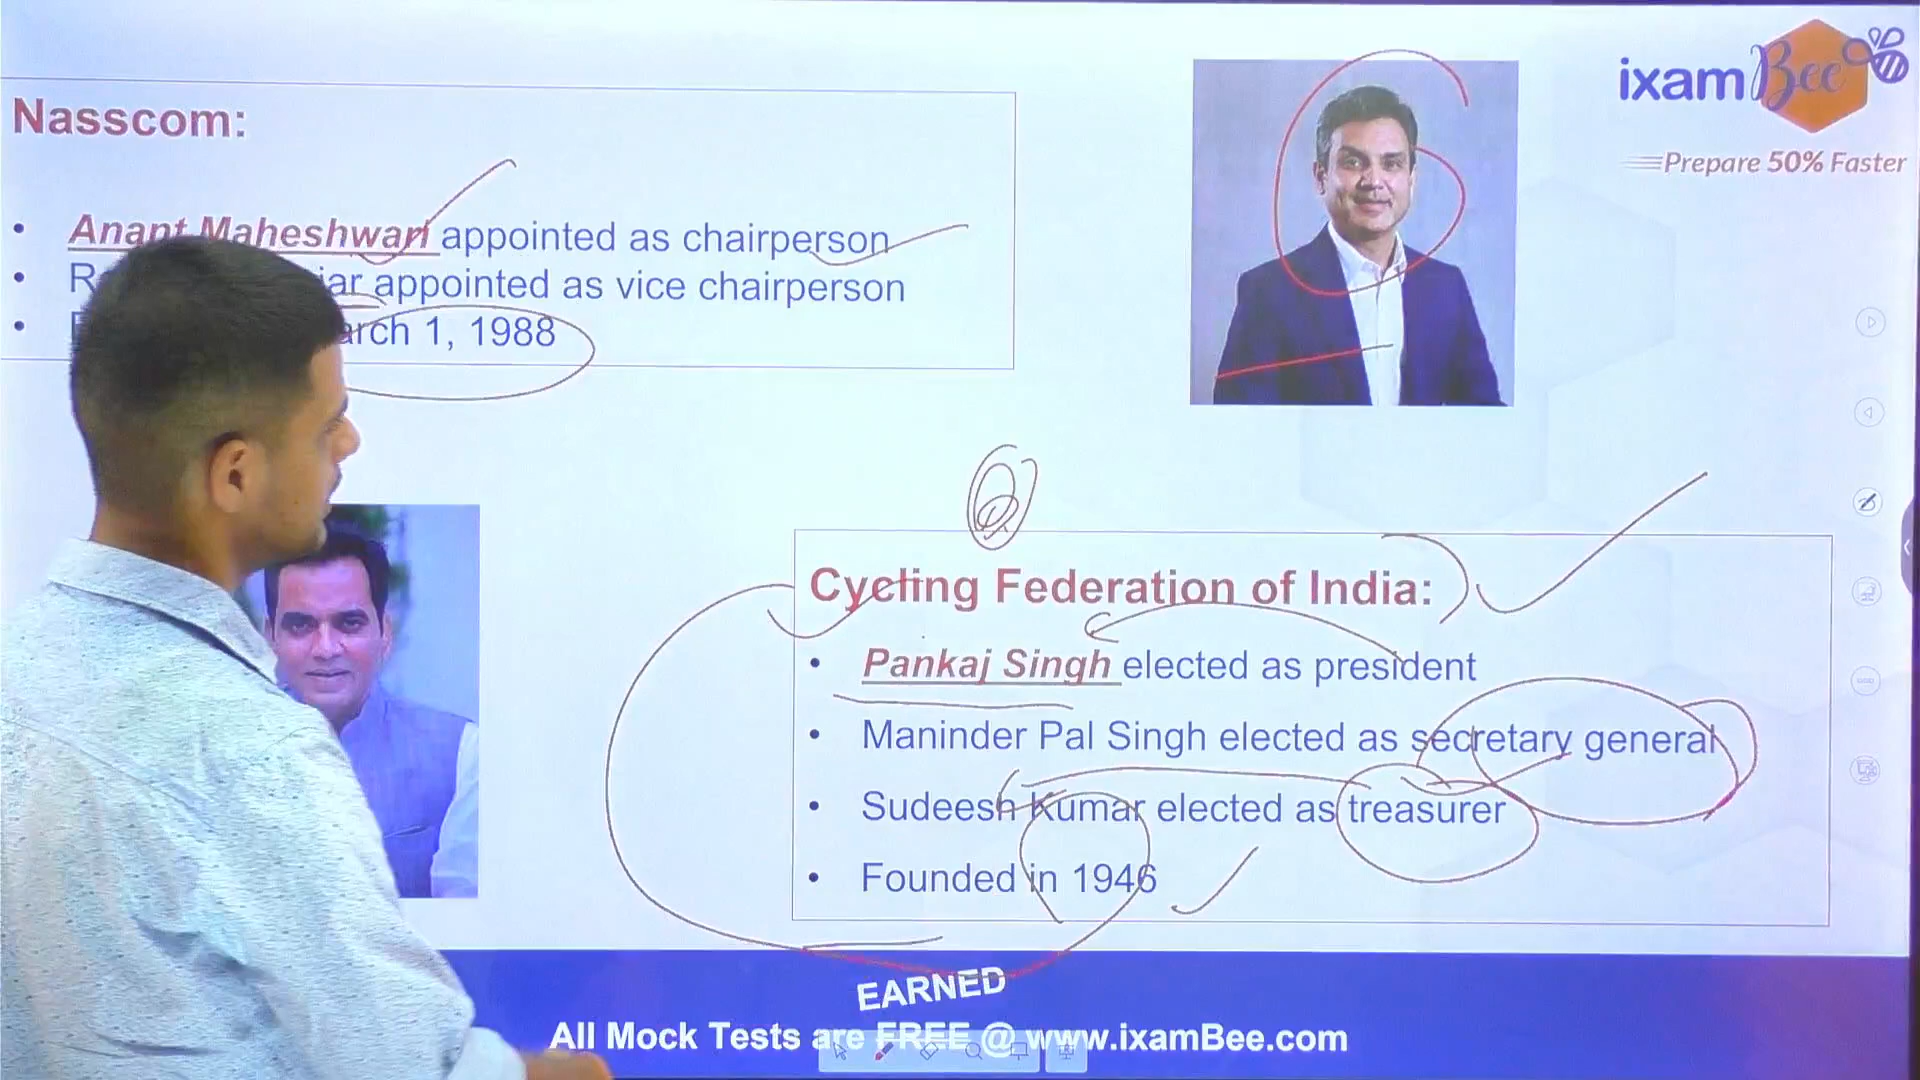 ixamBee
Prepare 50% Faster
Nasscom:
• Anant Maheshwari appointed as chairperson
• appointed as vice chairperson
• 1, 1988
Cycling Federation of India:
• Pankaj Singh elected as president
• Maninder Pal Singh elected as secretary general
• Sudeesh Kumar elected as treasurer
• Founded in 1946
EARNED
All Mock Tests are FREE @ www.ixamBee.com